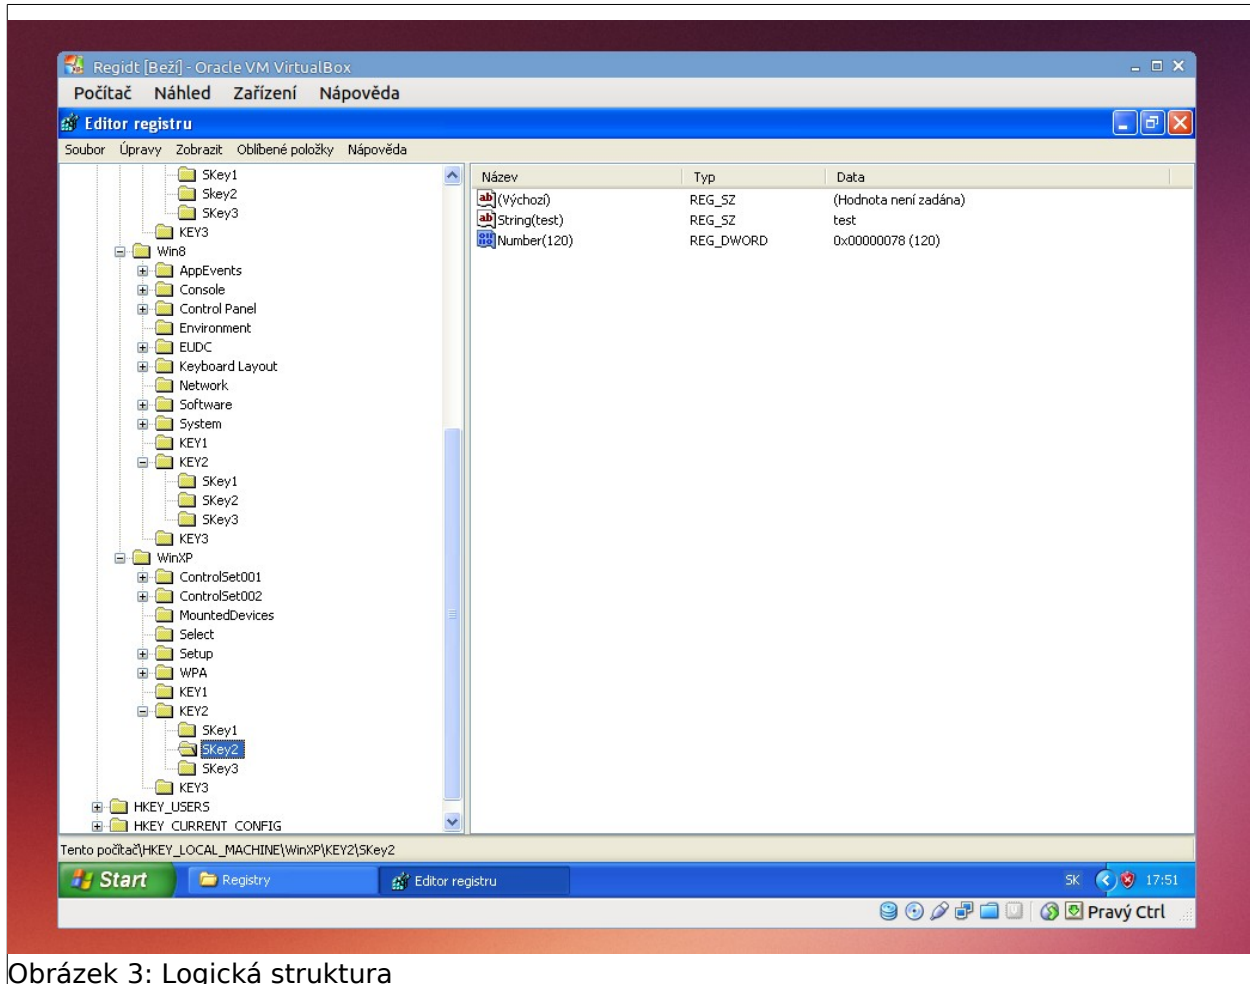 Regidt [Beží] - Oracle VM VirtualBox
Počítač Náhled Zařízení Nápověda
Editor registru
Soubor Úpravy Zobrazit Oblíbené položky Nápověda
SKey1
Skey2
SKey3
KEY3
Win8
AppEvents
Console
Control Panel
Environment
EUDC
Keyboard Layout
Network
Software
System
KEY1
KEY2
SKey1
SKey2
SKey3
KEY3
WinXP
ControlSet001
ControlSet002
MountedDevices
Select
Setup
WPA
KEY1
KEY2
SKey1
SKey2
SKey3
KEY3
HKEY_USERS
HKEY_CURRENT_CONFIG
Název Typ Data
(Výchozí) REG_SZ (Hodnota není zadána)
String(test) REG_SZ test
Number(120) REG_DWORD 0x00000078 (120)
Tento počítač\HKEY_LOCAL_MACHINE\WinXP\KEY2\SKey2
Start Registry Editor registru SK 17:51
Pravý Ctrl
Obrázek 3: Logická struktura